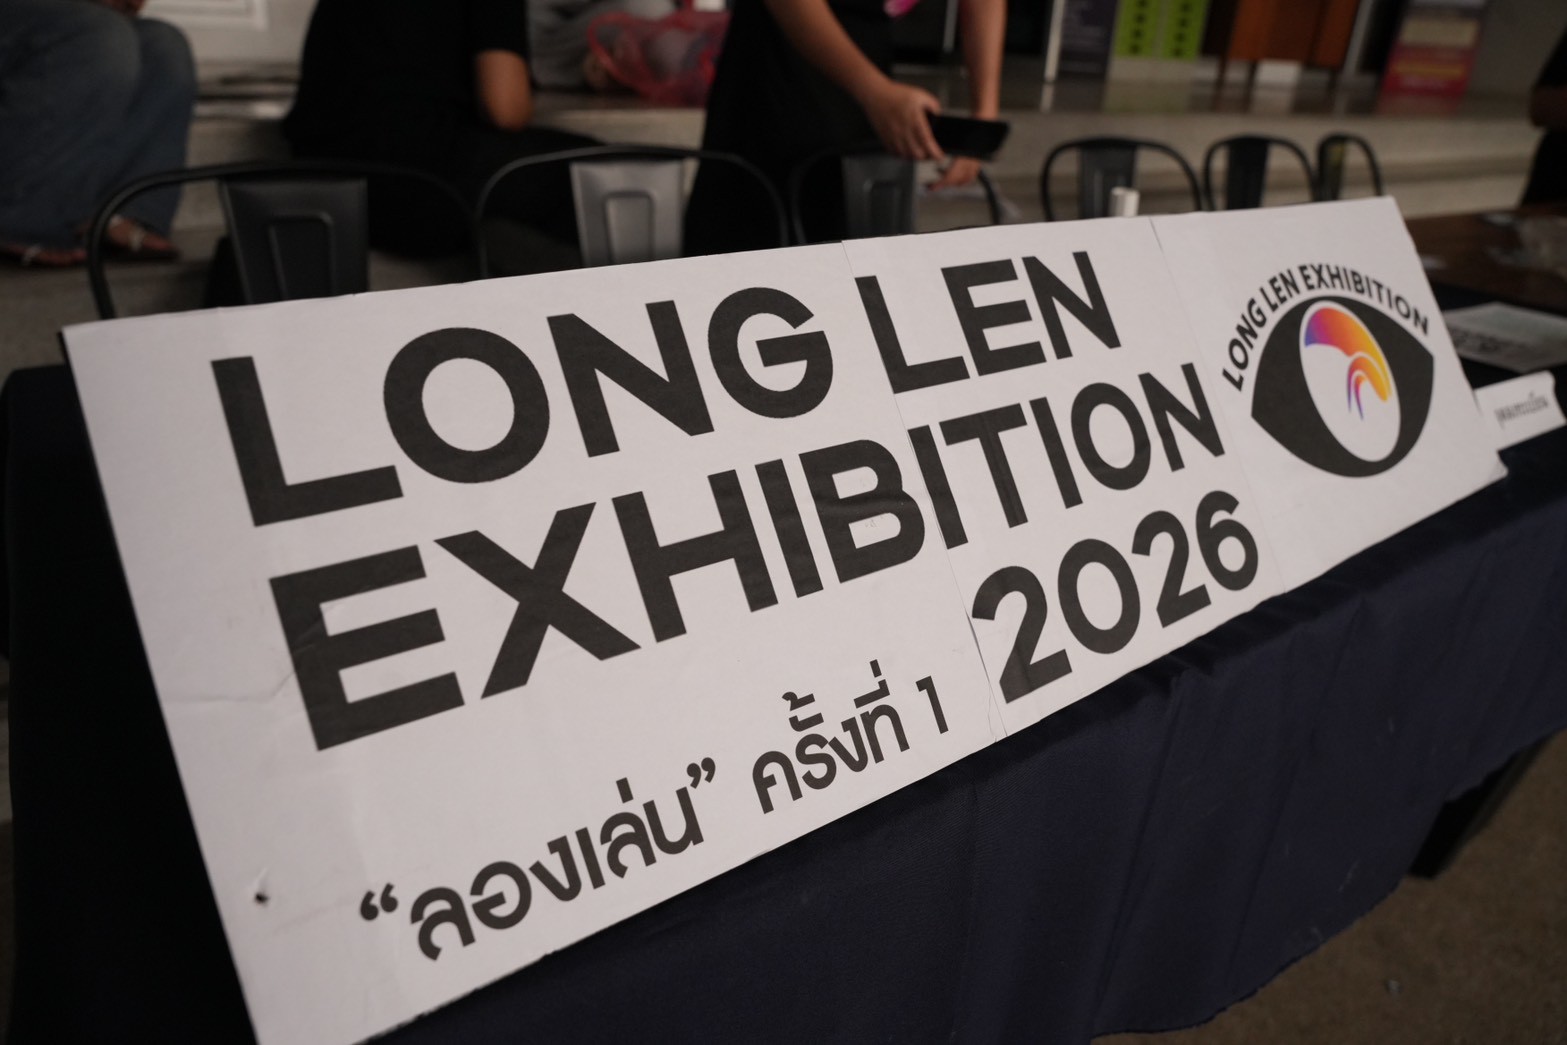 LONG LEN
EXHIBITION
2026
“ลองเล่น” ครั้งที่ 1
LONG LEN EXHIBITION